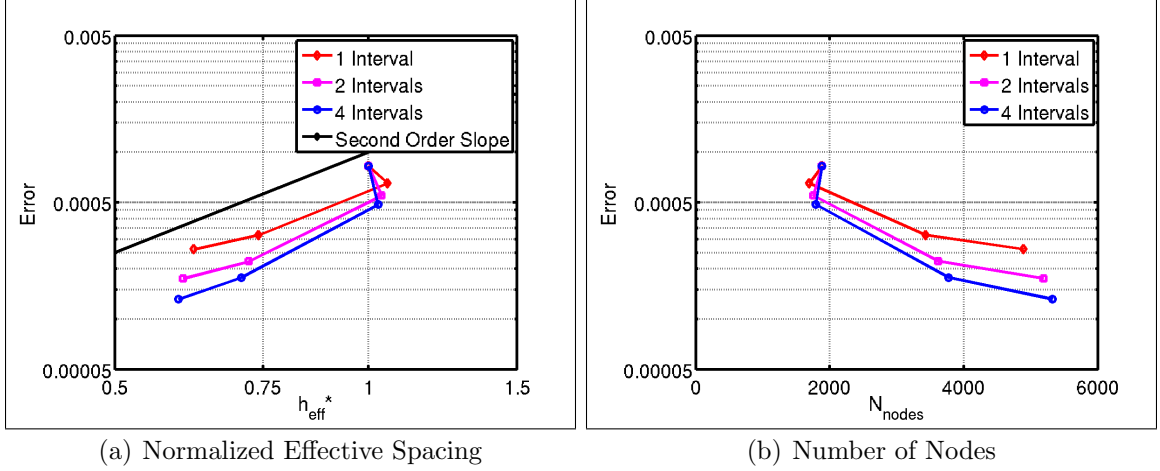 0.005
1 Interval
2 Intervals
4 Intervals
Second Order Slope
0.0005
Error
0.00005
0.5
0.75
1
1.5
h_eff*
(a) Normalized Effective Spacing
0.005
1 Interval
2 Intervals
4 Intervals
0.0005
Error
0.00005
0
2000
4000
6000
N_nodes
(b) Number of Nodes